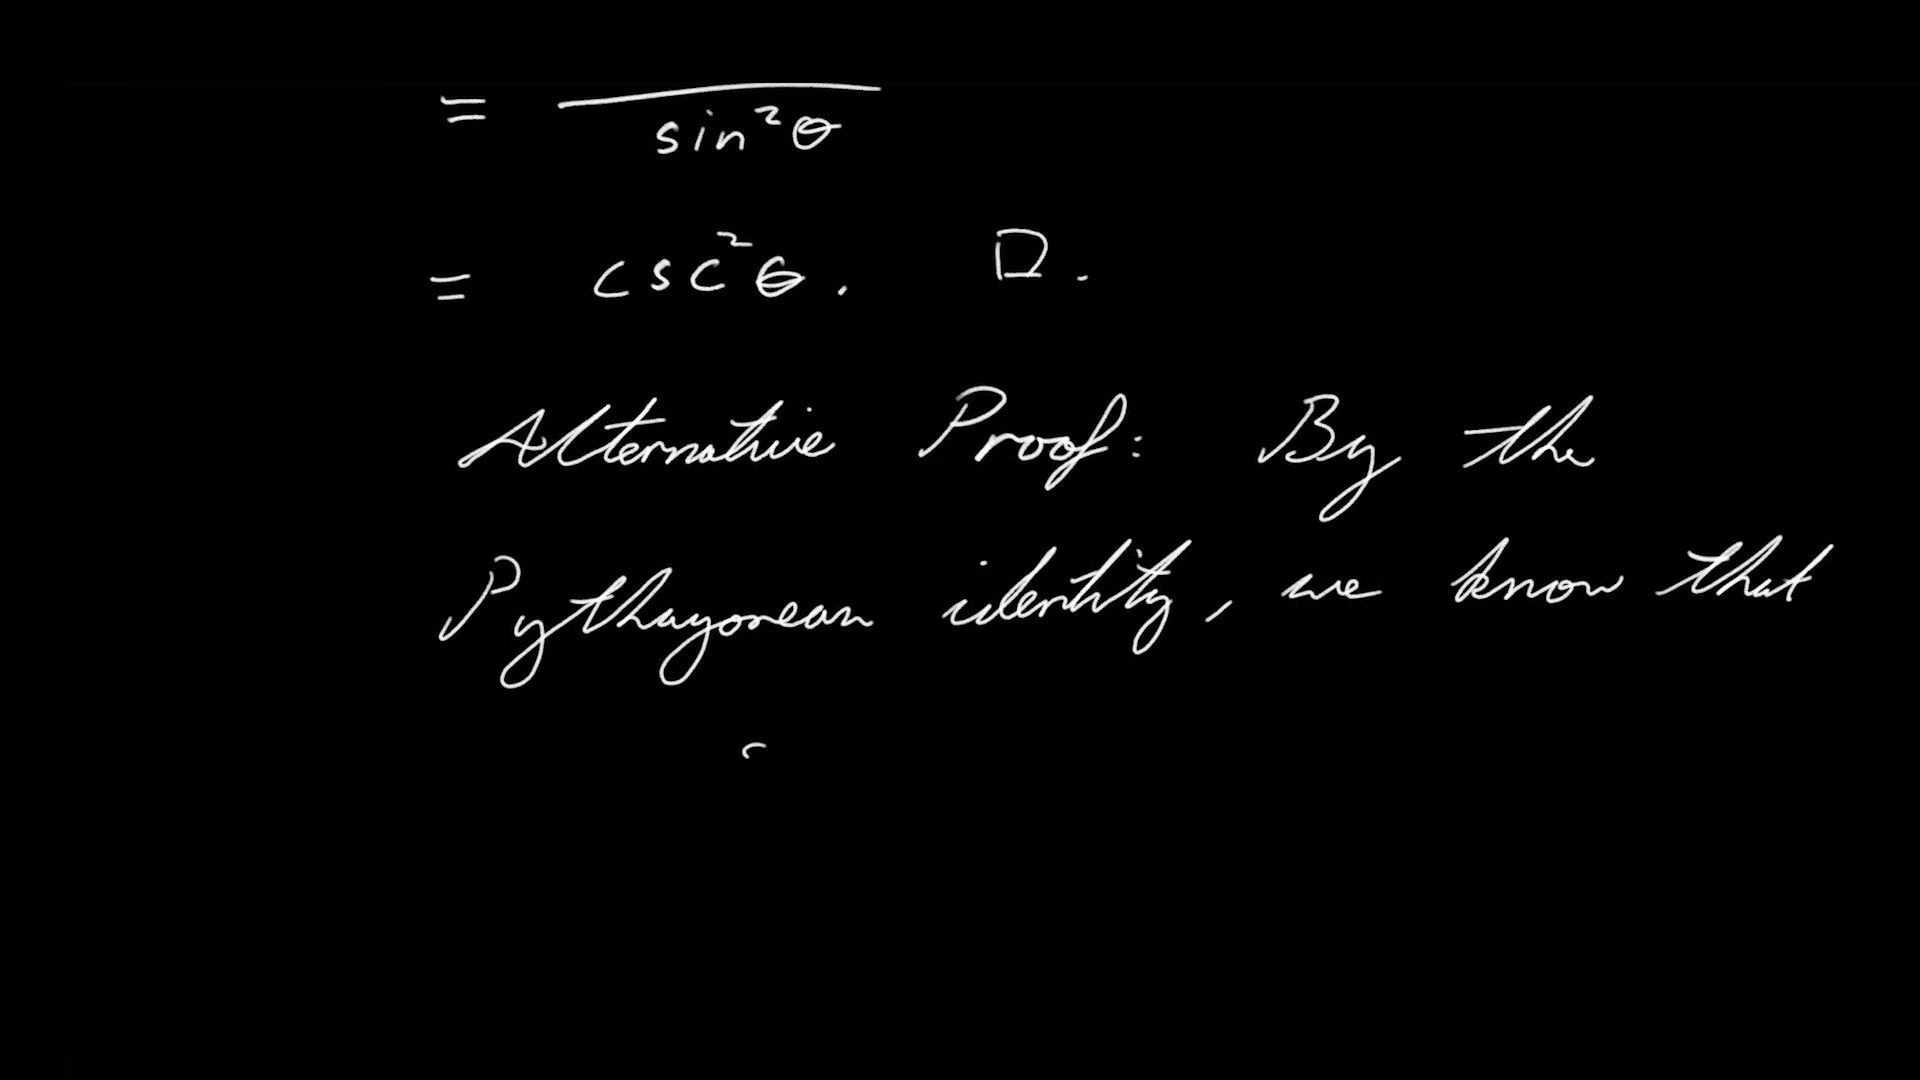 = ─────
sin²θ
= csc²θ. □.
Alternative Proof: By the
Pythagorean identity, we know that